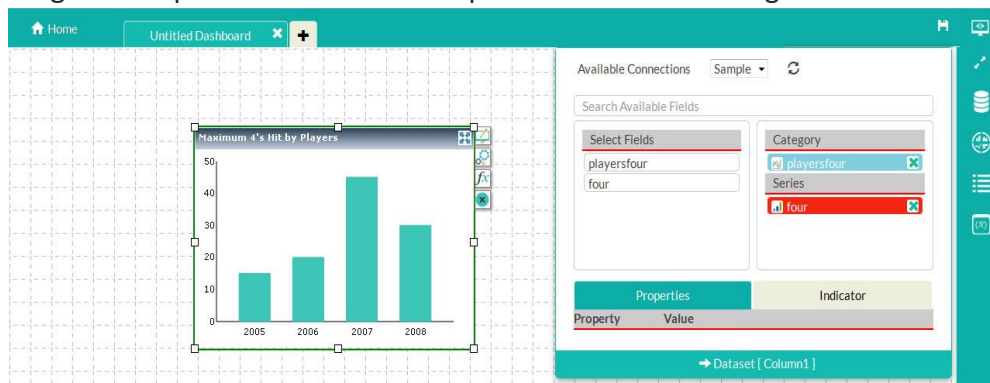 Home
Untitled Dashboard
Available Connections Sample
Search Available Fields
Select Fields
playersfour
four
Category
playersfour
Series
four
Maximum 4's Hit by Players
fx
50
40
30
20
10
0
2005 2006 2007 2008
Properties Indicator
Property Value
Dataset [ Column1 ]